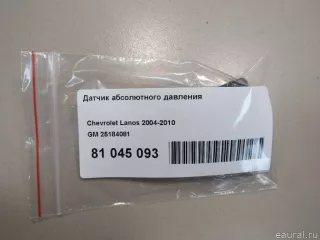 Датчик абсолютного давления
Chevrolet Lanos 2004-2010
GM 25184081
81 045 093
© eaural.ru